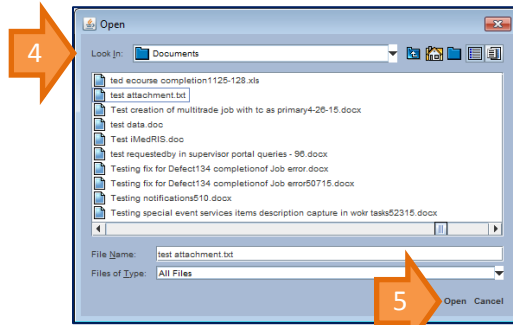 Open
4
Look In: Documents
ted ecourse completion1125-128.xls
test attachment.txt
Test creation of multitrade job with tc as primary4-26-15.docx
test data.doc
Test iMedRIS.doc
test requestedby in supervisor portal queries - 96.docx
Testing fix for Defect134 completionof Job error.docx
Testing fix for Defect134 completionof Job error50715.docx
Testing notifications510.docx
Testing special event services items description capture in wokr tasks52315.docx
File Name: test attachment.txt
Files of Type: All Files
5
Open Cancel